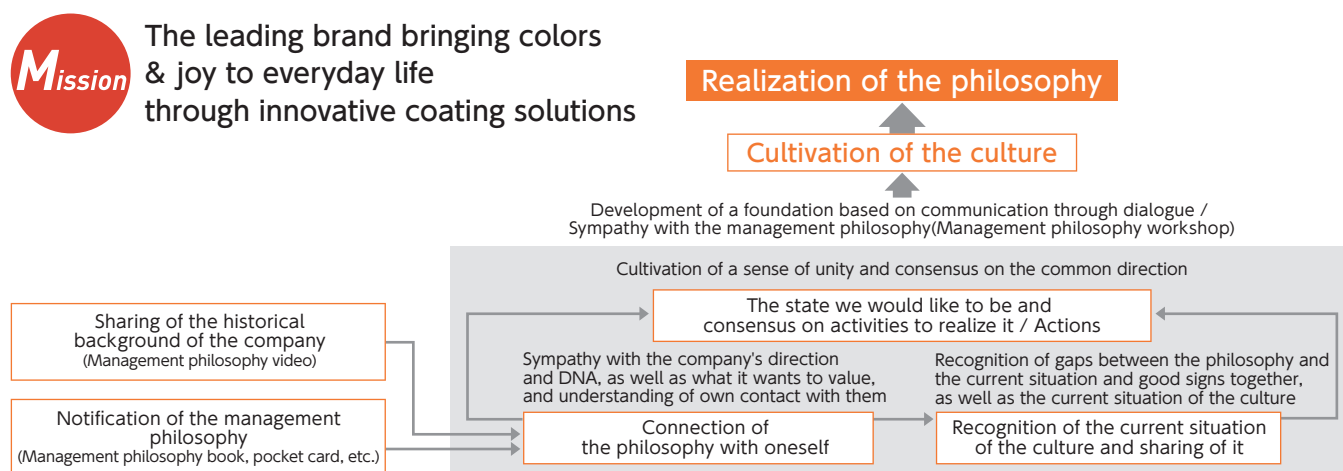 Mission
The leading brand bringing colors
& joy to everyday life
through innovative coating solutions
Realization of the philosophy
Cultivation of the culture
Development of a foundation based on communication through dialogue /
Sympathy with the management philosophy(Management philosophy workshop)
Cultivation of a sense of unity and consensus on the common direction
The state we would like to be and
consensus on activities to realize it / Actions
Sharing of the historical
background of the company
(Management philosophy video)
Sympathy with the company's direction
and DNA, as well as what it wants to value,
and understanding of own contact with them
Recognition of gaps between the philosophy and
the current situation and good signs together,
as well as the current situation of the culture
Notification of the management
philosophy
(Management philosophy book, pocket card, etc.)
Connection of
the philosophy with oneself
Recognition of the current situation
of the culture and sharing of it